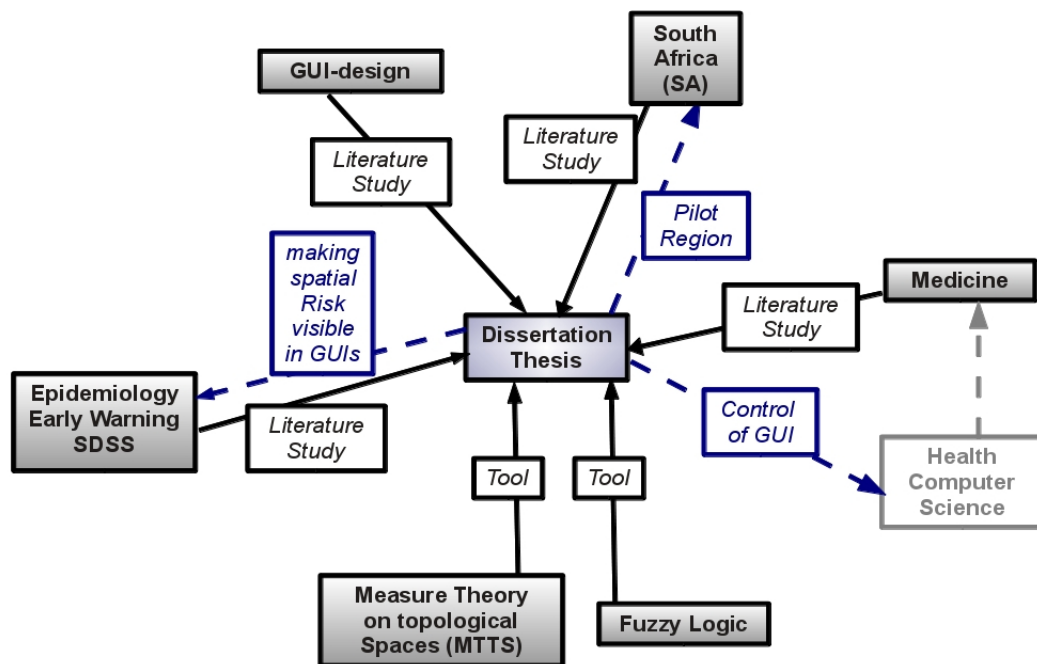 South
Africa
(SA)
GUI-design
Literature
Study
Literature
Study
Pilot
Region
making
spatial
Risk
visible
in GUIs
Medicine
Literature
Study
Dissertation
Thesis
Epidemiology
Early Warning
SDSS
Literature
Study
Control
of GUI
Health
Computer
Science
Tool
Tool
Measure Theory
on topological
Spaces (MTTS)
Fuzzy Logic